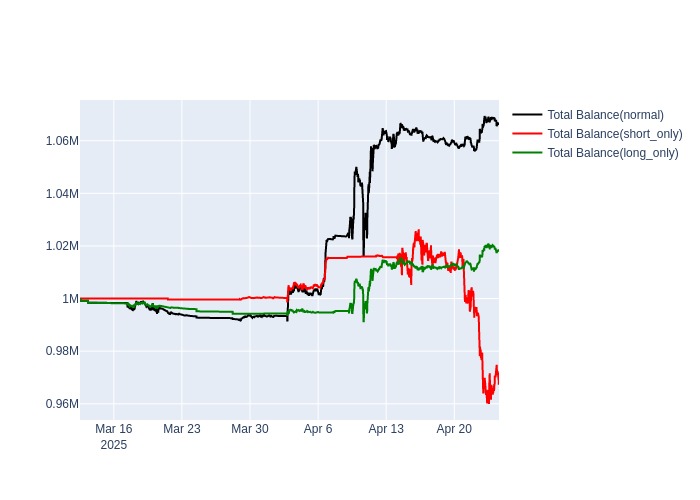 Total Balance(normal)
Total Balance(short_only)
Total Balance(long_only)
1.06M
1.04M
1.02M
1M
0.98M
0.96M
Mar 16
2025
Mar 23
Mar 30
Apr 6
Apr 13
Apr 20